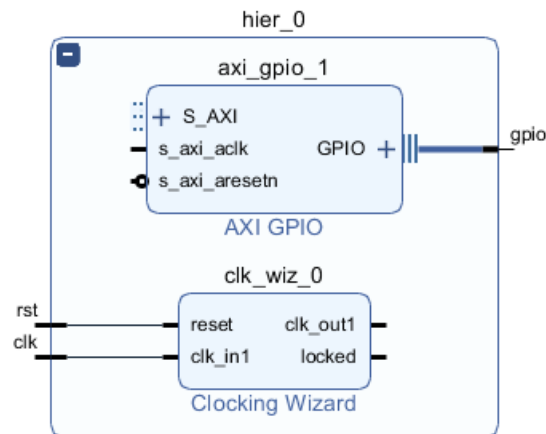 hier_0
axi_gpio_1
S_AXI
s_axi_aclk
GPIO
gpio
s_axi_aresetn
AXI GPIO
clk_wiz_0
rst
reset
clk_out1
clk
clk_in1
locked
Clocking Wizard